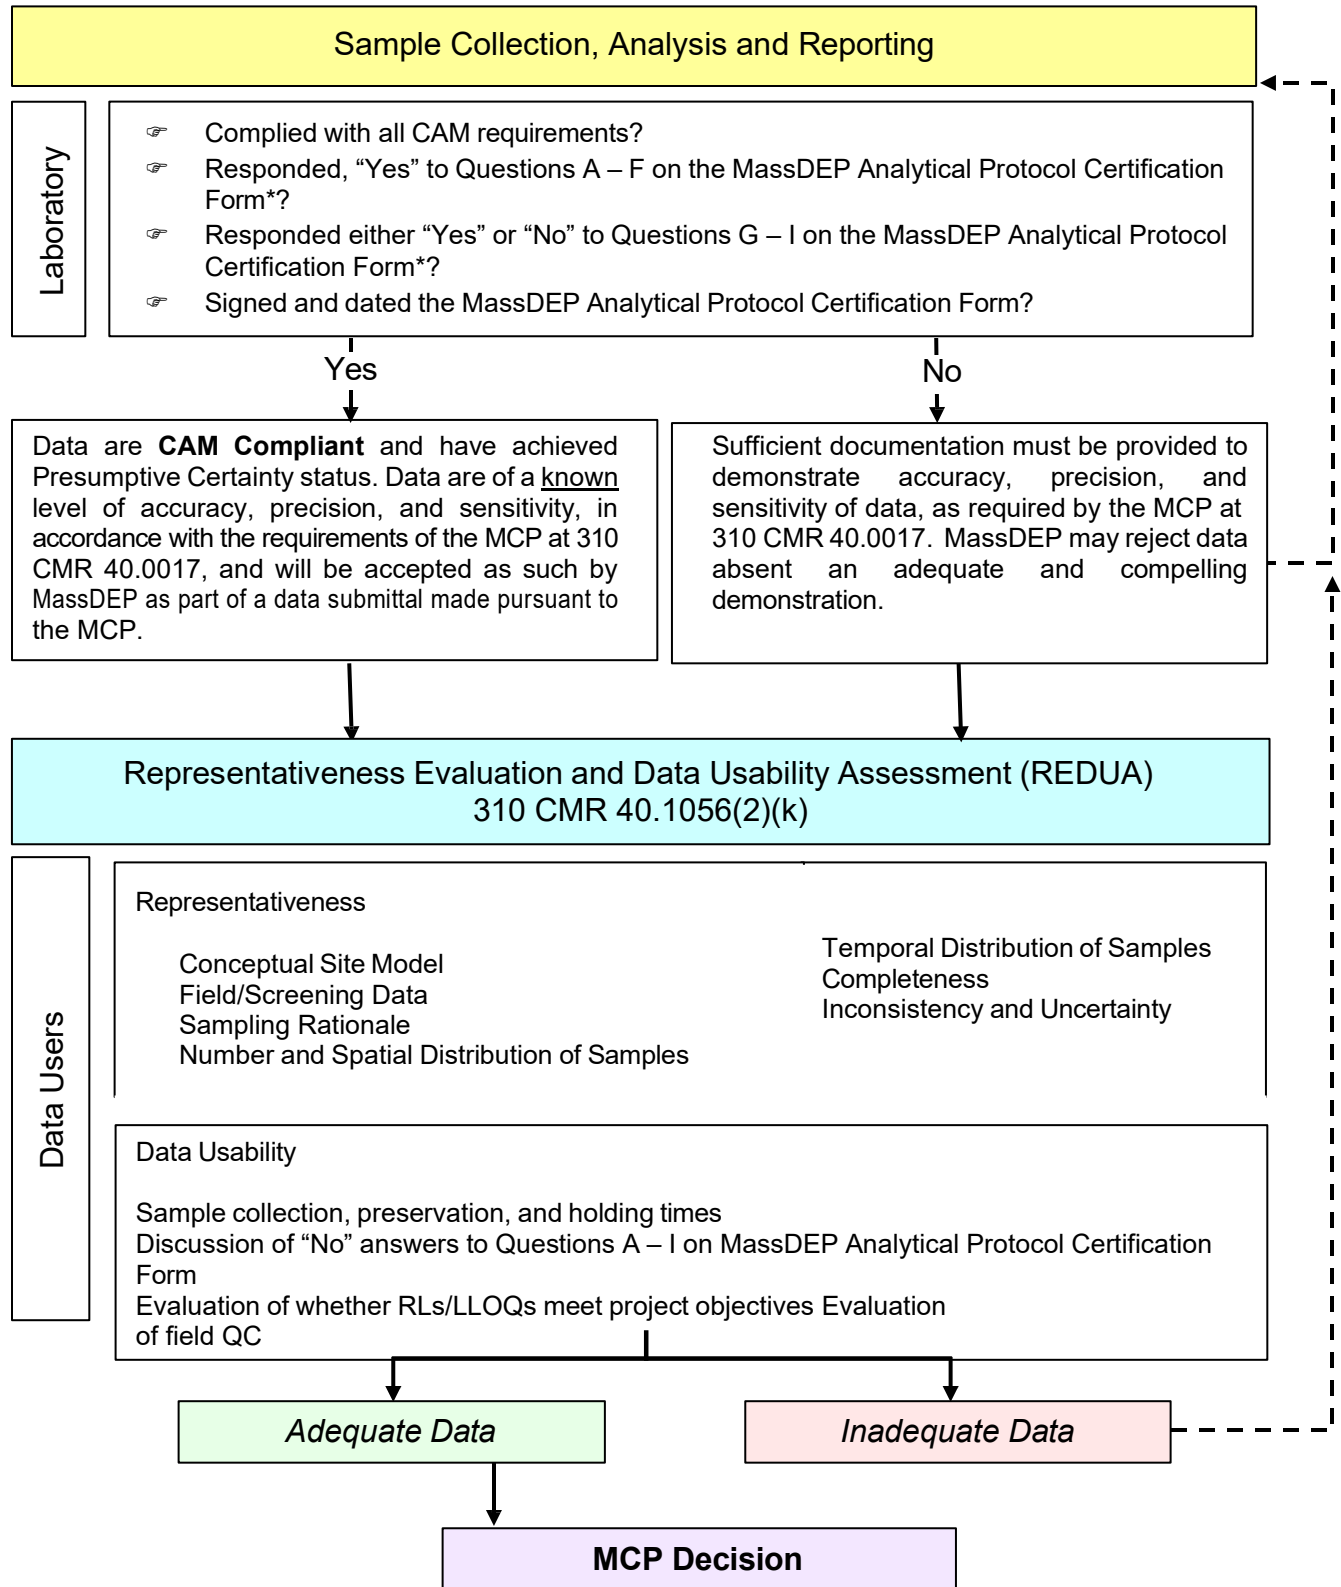 Sample Collection, Analysis and Reporting
Laboratory
☞ Complied with all CAM requirements?
☞ Responded, “Yes” to Questions A – F on the MassDEP Analytical Protocol Certification
Form*?
☞ Responded either “Yes” or “No” to Questions G – I on the MassDEP Analytical Protocol
Certification Form*?
☞ Signed and dated the MassDEP Analytical Protocol Certification Form?
Yes
No
Data are CAM Compliant and have achieved
Presumptive Certainty status. Data are of a known
level of accuracy, precision, and sensitivity, in
accordance with the requirements of the MCP at 310
CMR 40.0017, and will be accepted as such by
MassDEP as part of a data submittal made pursuant to
the MCP.
Sufficient documentation must be provided to
demonstrate accuracy, precision, and
sensitivity of data, as required by the MCP at
310 CMR 40.0017. MassDEP may reject data
absent an adequate and compelling
demonstration.
Representativeness Evaluation and Data Usability Assessment (REDUA)
310 CMR 40.1056(2)(k)
Data Users
Representativeness
Conceptual Site Model
Field/Screening Data
Sampling Rationale
Number and Spatial Distribution of Samples
Temporal Distribution of Samples
Completeness
Inconsistency and Uncertainty
Data Usability
Sample collection, preservation, and holding times
Discussion of “No” answers to Questions A – I on MassDEP Analytical Protocol Certification
Form
Evaluation of whether RLs/LLOQs meet project objectives Evaluation
of field QC
Adequate Data
Inadequate Data
MCP Decision